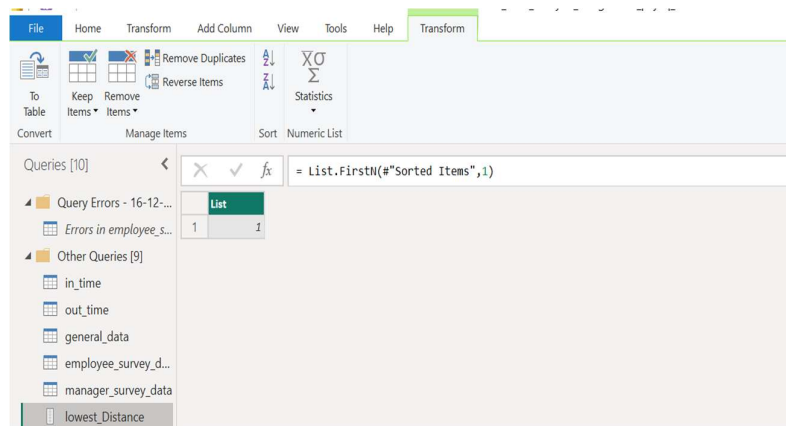 File Home Transform Add Column View Tools Help Transform
Remove Duplicates
Reverse Items
To Table
Keep Items
Remove Items
Statistics
Convert Manage Items Sort Numeric List
Queries [10]
fx = List.FirstN(#"Sorted Items",1)
Query Errors - 16-12-...
List
Errors in employee_s...
1 1
Other Queries [9]
in_time
out_time
general_data
employee_survey_d...
manager_survey_data
lowest_Distance